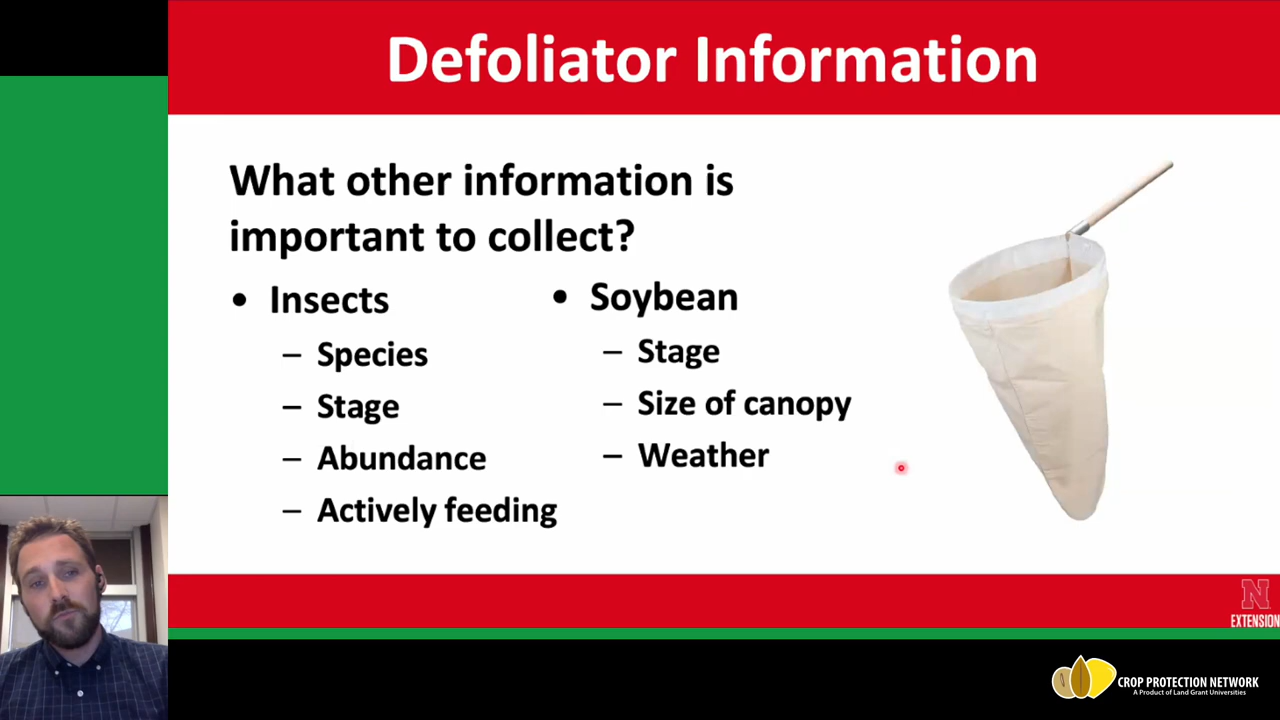 Defoliator Information
What other information is
important to collect?
• Insects
– Species
– Stage
– Abundance
– Actively feeding
• Soybean
– Stage
– Size of canopy
– Weather
N
EXTENSION
CROP PROTECTION NETWORK
A Product of Land Grant Universities